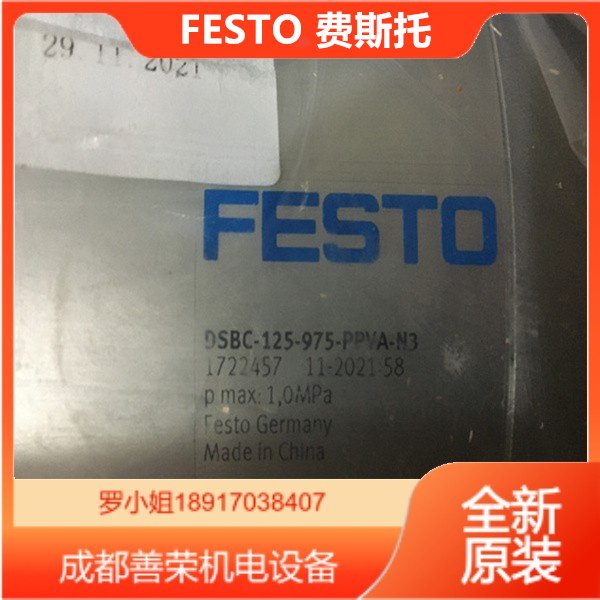 FESTO 费斯托
29 11.2021
FESTO
DSBC-125-975-PPVA-N3
1722457 11-2021 58
p max: 1,0MPa
Festo Germany
Made in China
罗小姐18917038407
成都善荣机电设备
全新
原装